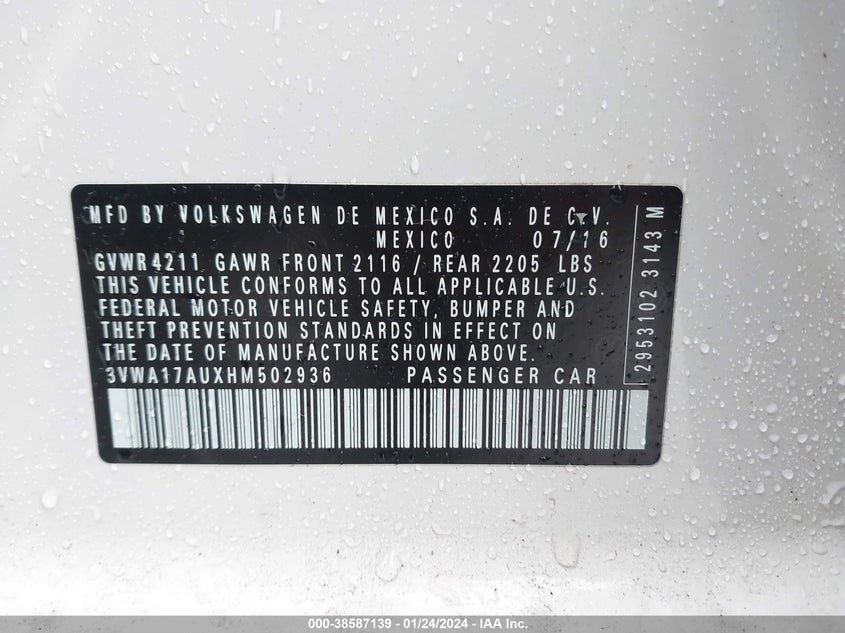 MFD BY VOLKSWAGEN DE MEXICO S.A. DE C.V.
MEXICO 07/16
GVWR 4211 GAWR FRONT 2116 / REAR 2205 LBS
THIS VEHICLE CONFORMS TO ALL APPLICABLE U.S.
FEDERAL MOTOR VEHICLE SAFETY, BUMPER AND
THEFT PREVENTION STANDARDS IN EFFECT ON
THE DATE OF MANUFACTURE SHOWN ABOVE.
3VWA17AUXHM502936 PASSENGER CAR
2953102 3143 M
000-38587139 - 01/24/2024 - IAA, Inc.